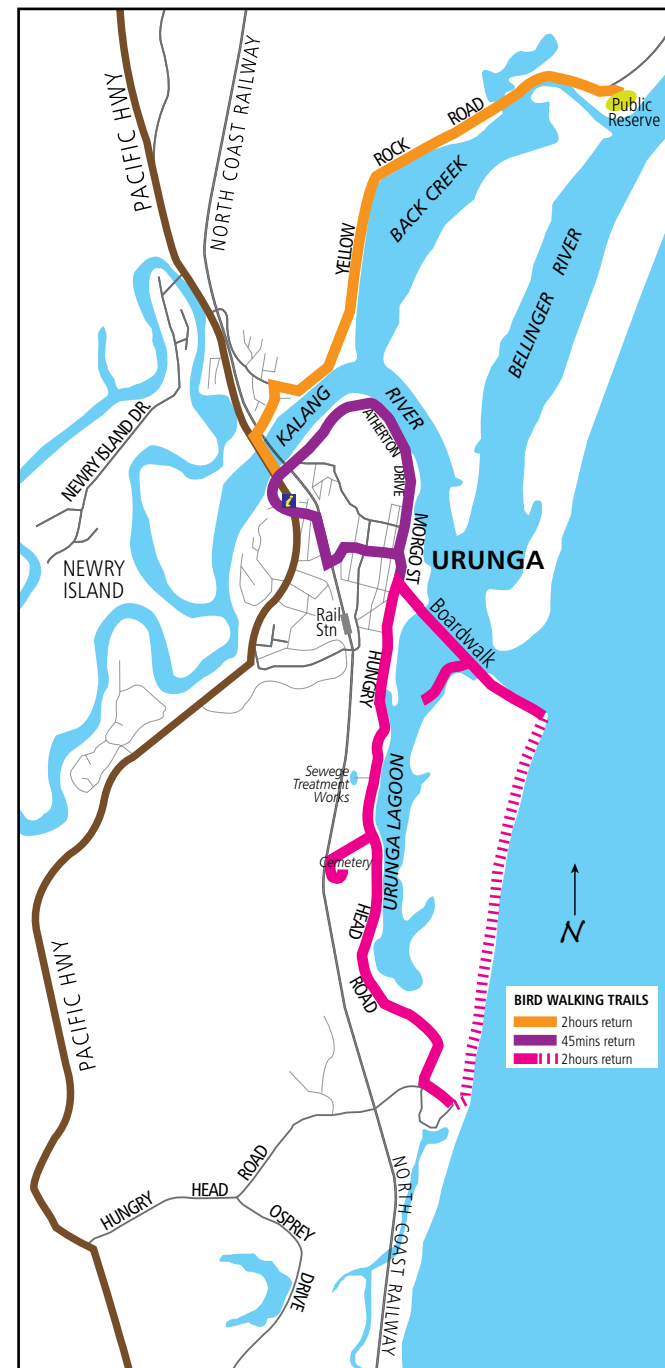 PACIFIC HWY
NORTH COAST RAILWAY
YELLOW ROCK ROAD
Public
Reserve
BACK CREEK
BELLINGER RIVER
KALANG RIVER
ATHERTON DRIVE
NEWRY ISLAND DR.
i
NEWRY
ISLAND
MORGO ST
URUNGA
Boardwalk
Rail
Stn
HUNGRY HEAD ROAD
Sewege
Treatment
Works
URUNGA LAGOON
Cemetery
N
BIRD WALKING TRAILS
2hours return
45mins return
2hours return
PACIFIC HWY
HUNGRY HEAD ROAD
OSPREY DRIVE
NORTH COAST RAILWAY